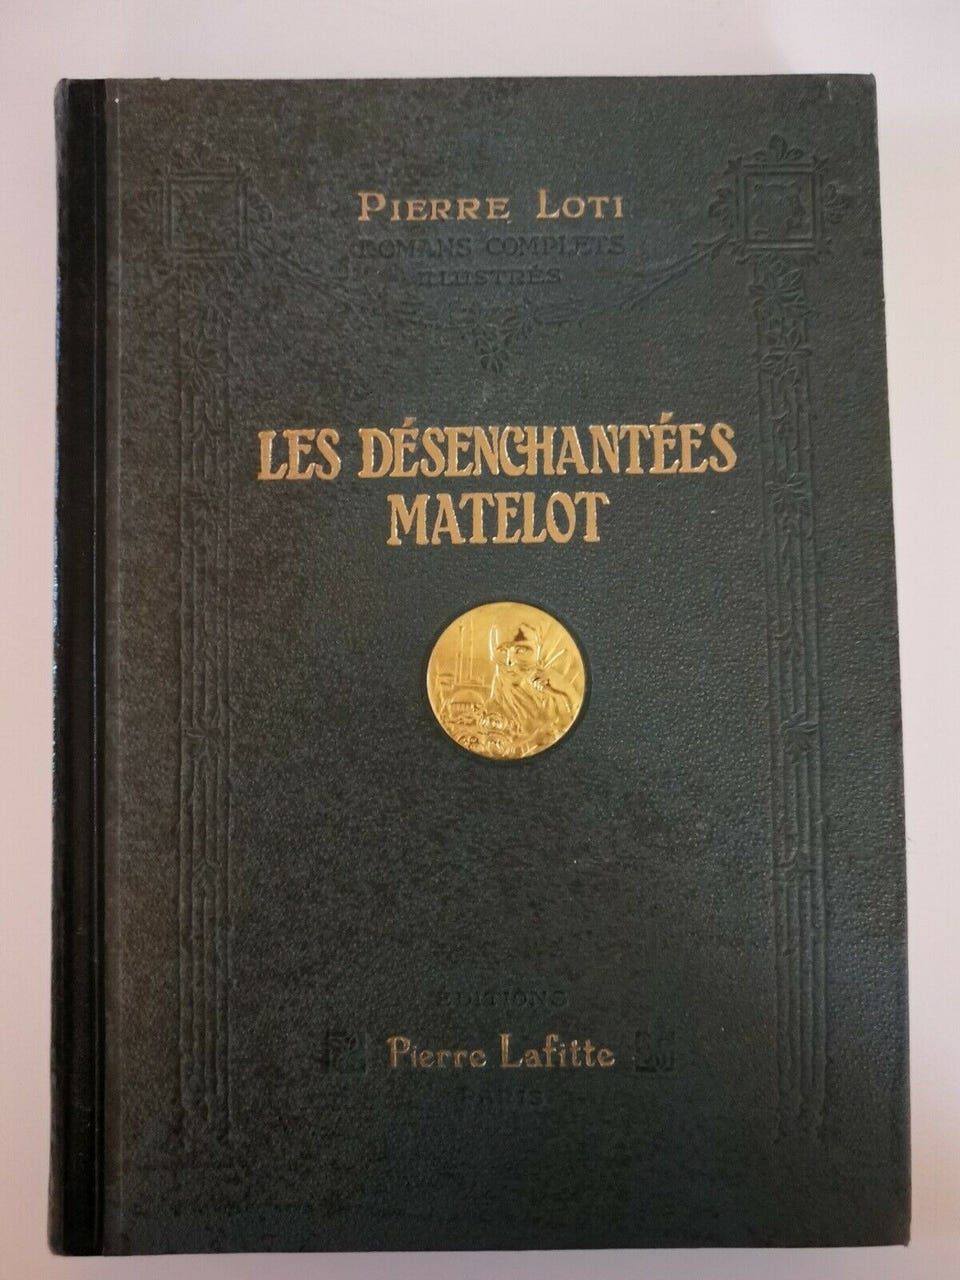 PIERRE LOTI
ROMANS COMPLETS
ILLUSTRÉS
LES DÉSENCHANTÉES
MATELOT
EDITIONS
Pierre Lafitte
PARIS